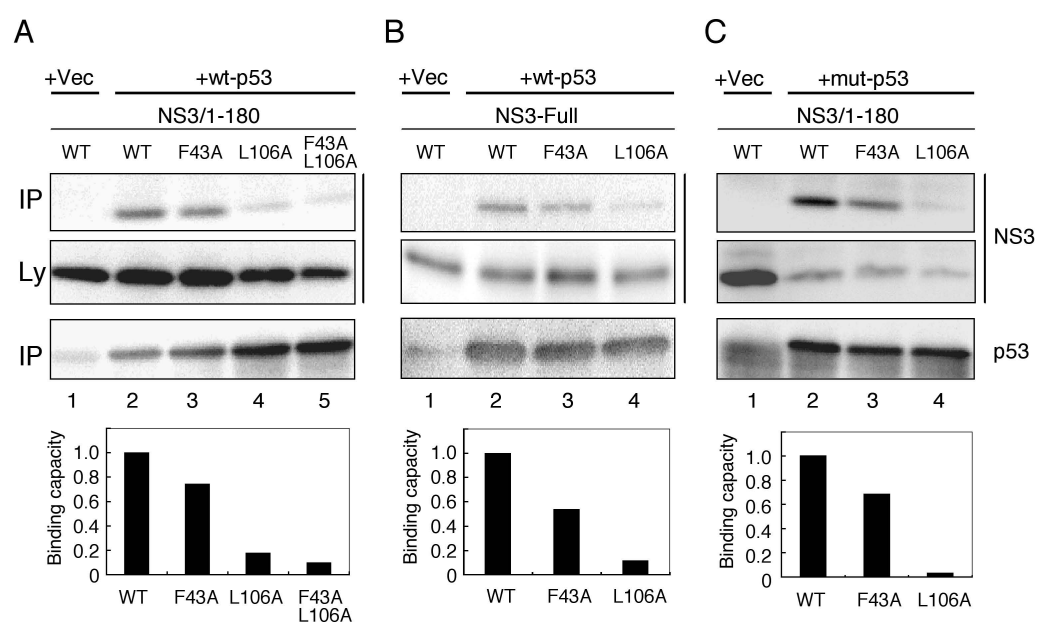 A B C
+Vec +wt-p53 +Vec +wt-p53 +Vec +mut-p53
NS3/1-180 NS3-Full NS3/1-180
WT WT F43A L106A F43A L106A WT WT F43A L106A WT WT F43A L106A
IP
Ly NS3
IP p53
1 2 3 4 5 1 2 3 4 1 2 3 4
Binding capacity
1.0
0.8
0.6
0.4
0.2
0
WT F43A L106A F43A
L106A
Binding capacity
1.0
0.8
0.6
0.4
0.2
0
WT F43A L106A
Binding capacity
1.0
0.8
0.6
0.4
0.2
0
WT F43A L106A